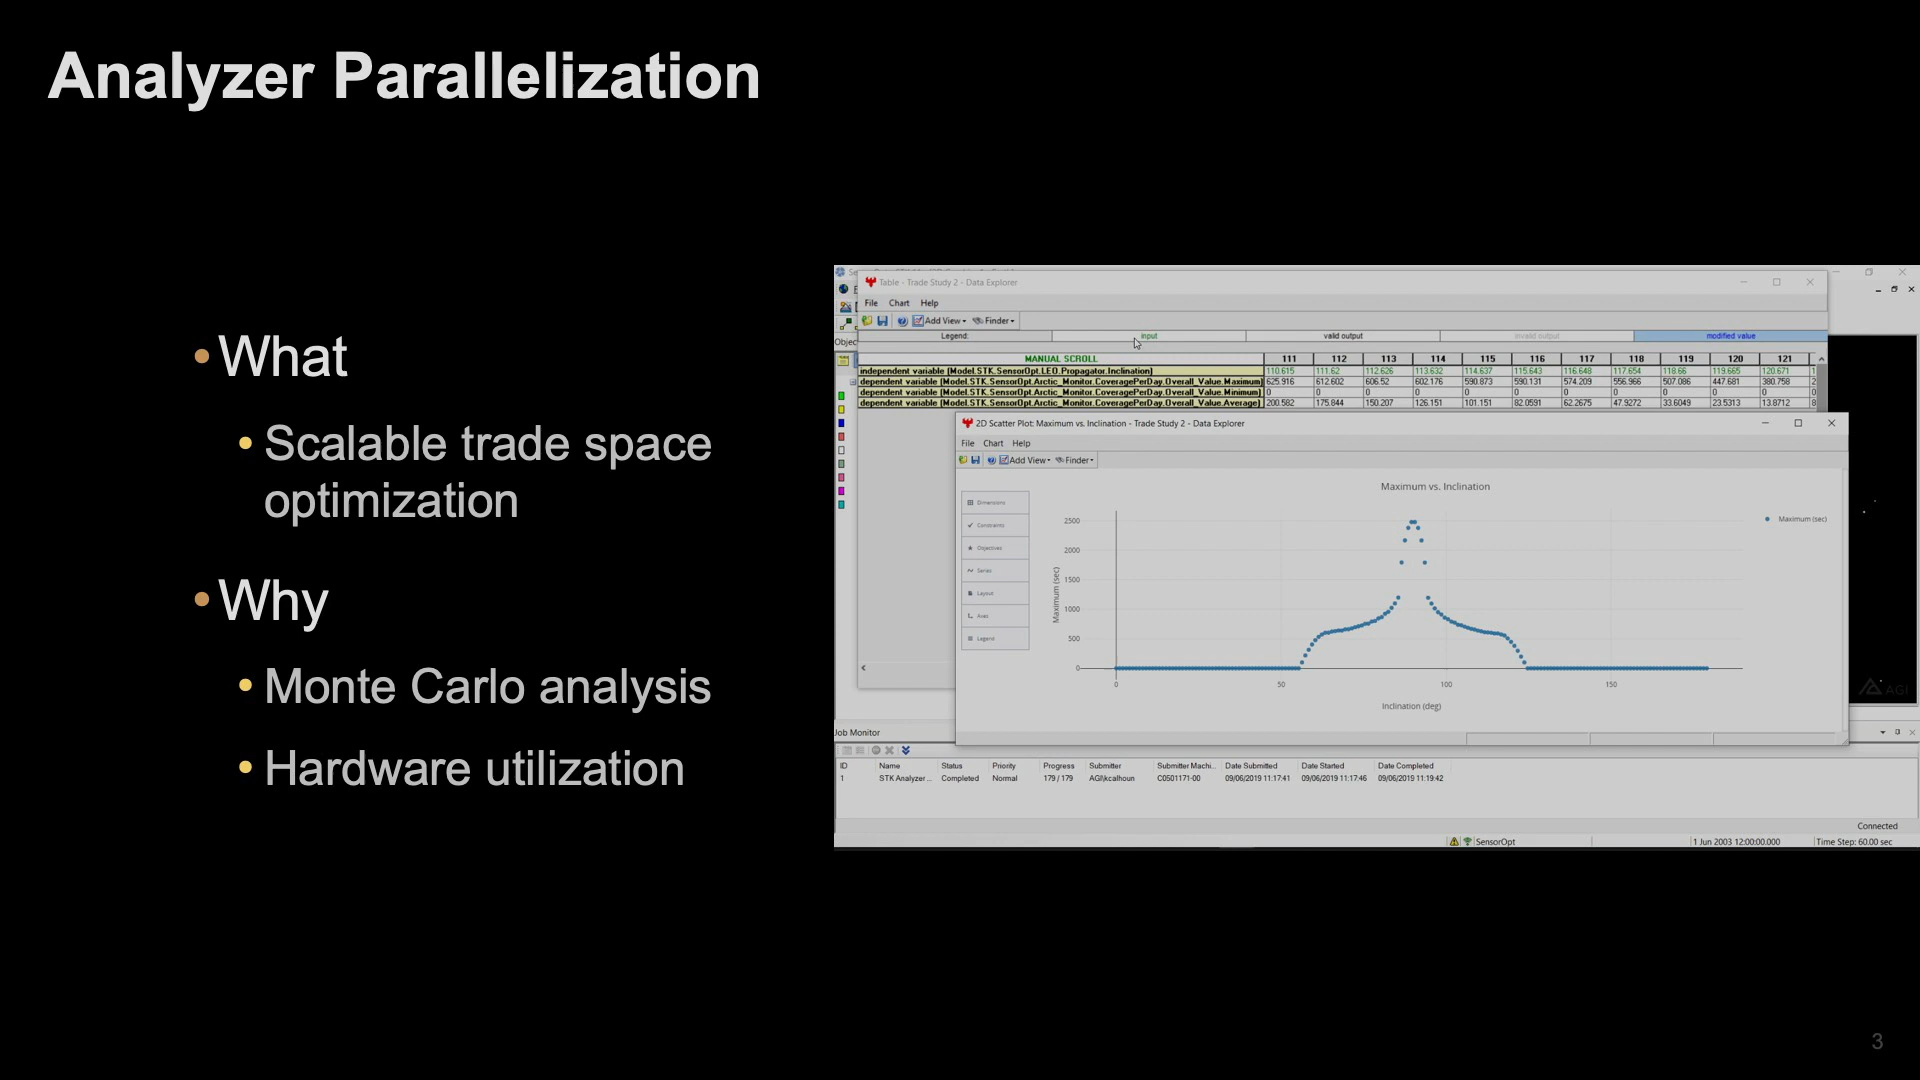 Analyzer Parallelization
•What
•Scalable trade space
optimization
•Why
•Monte Carlo analysis
•Hardware utilization
Table - Trade Study 2 - Data Explorer
File Chart Help
Add View Finder
Legend: input valid output invalid output modified value
MANUAL SCROLL 111 112 113 114 115 116 117 118 119 120 121
independent variable (Model.STK.SensorOpt.LEO.Propagator.Inclination) 110.615 111.62 112.626 113.632 114.637 115.643 116.648 117.654 118.66 119.665 120.671
dependent variable (Model.STK.SensorOpt.Arctic_Monitor.CoveragePerDay.Overall_Value.Maximum) 625.916 612.602 606.52 602.176 590.873 590.131 574.209 556.966 507.086 447.681 380.758
dependent variable (Model.STK.SensorOpt.Arctic_Monitor.CoveragePerDay.Overall_Value.Minimum) 0 0 0 0 0 0 0 0 0 0 0
dependent variable (Model.STK.SensorOpt.Arctic_Monitor.CoveragePerDay.Overall_Value.Average) 200.582 175.844 150.207 126.151 101.151 82.0591 62.2675 47.9272 33.6049 23.5313 13.8712
2D Scatter Plot: Maximum vs. Inclination - Trade Study 2 - Data Explorer
File Chart Help
Add View Finder
Maximum vs. Inclination
Dimensions
Constraints
Objectives
Series
Layout
Axes
Legend
Maximum (sec)
2500
2000
1500
1000
500
0
0 50 100 150
Inclination (deg)
Maximum (sec)
AGI
Job Monitor
ID Name Status Priority Progress Submitter Submitter Machi... Date Submitted Date Started Date Completed
1 STK Analyzer ... Completed Normal 179 / 179 AGI\kcalhoun C0501171-00 09/06/2019 11:17:41 09/06/2019 11:17:46 09/06/2019 11:19:42
Connected
SensorOpt 1 Jun 2003 12:00:00.000 Time Step: 60.00 sec
3